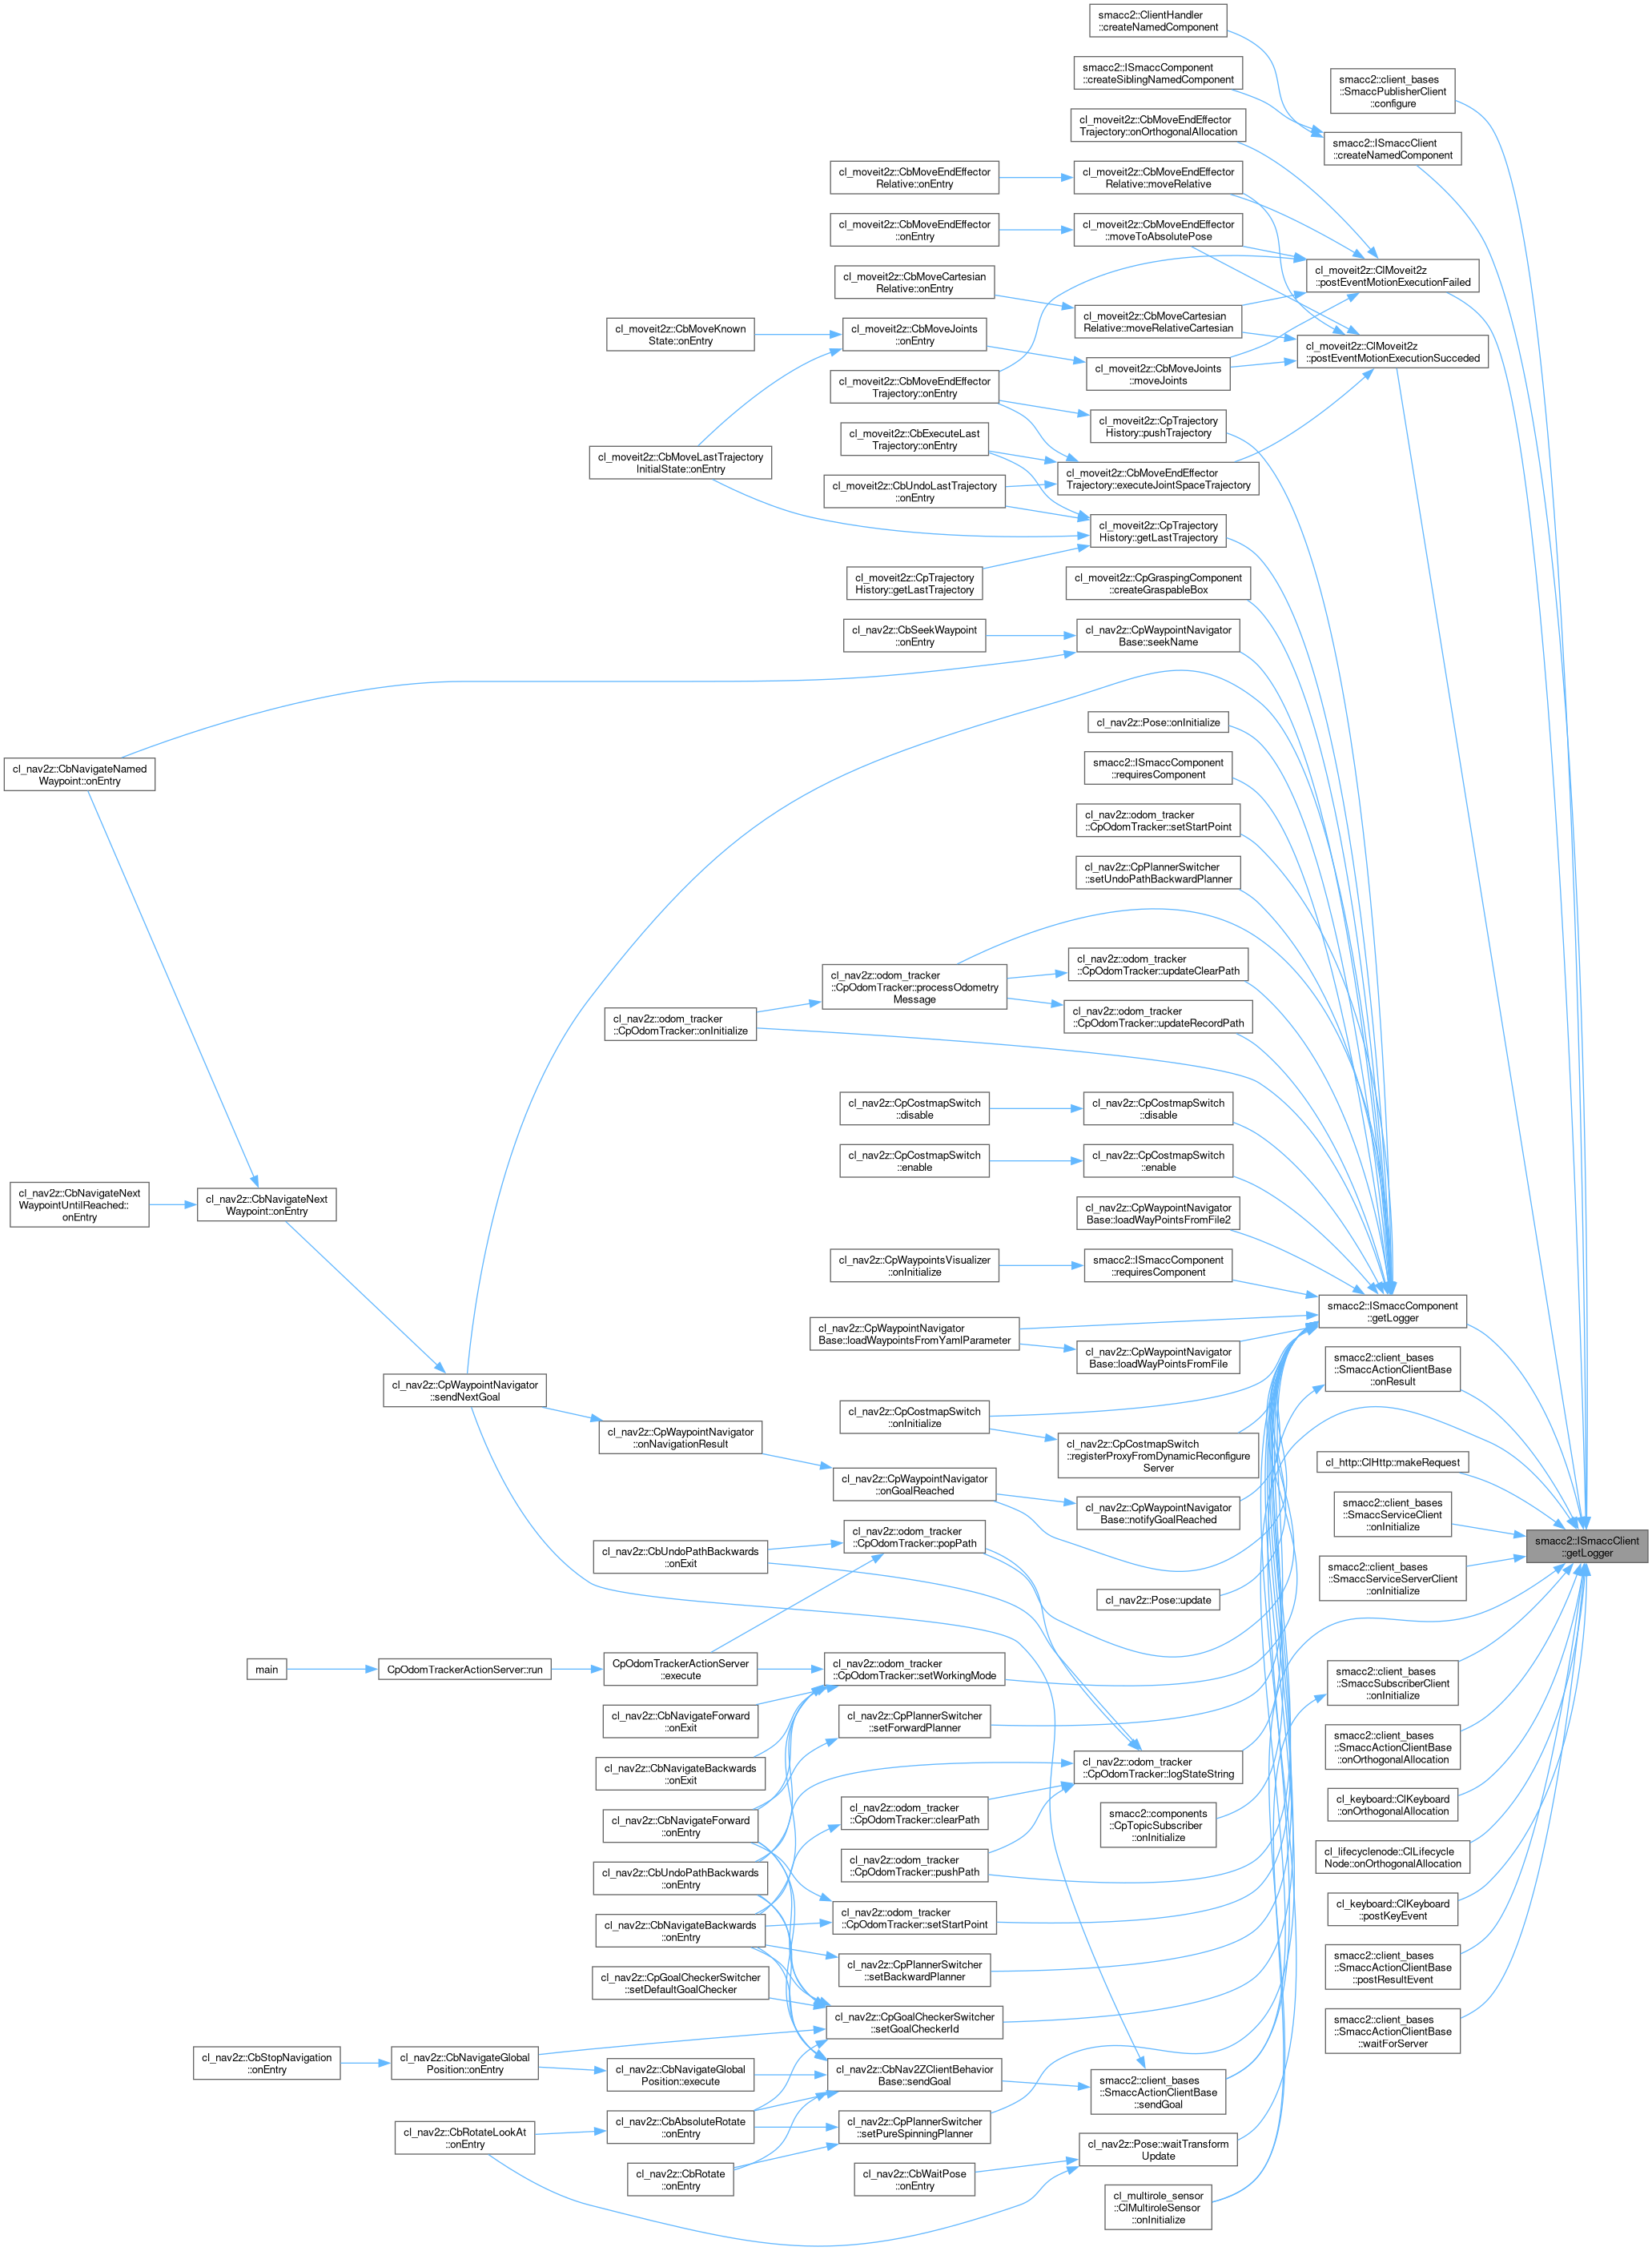 smacc2::ClientHandler
::createNamedComponent
smacc2::ISmaccComponent
::createSiblingNamedComponent
smacc2::client_bases
::SmaccPublisherClient
::configure
cl_moveit2z::CbMoveEndEffector
Trajectory::onOrthogonalAllocation
smacc2::ISmaccClient
::createNamedComponent
cl_moveit2z::CbMoveEndEffector
Relative::onEntry
cl_moveit2z::CbMoveEndEffector
Relative::moveRelative
cl_moveit2z::CbMoveEndEffector
::onEntry
cl_moveit2z::CbMoveEndEffector
::moveToAbsolutePose
cl_moveit2z::CbMoveCartesian
Relative::onEntry
cl_moveit2z::ClMoveit2z
::postEventMotionExecutionFailed
cl_moveit2z::CbMoveCartesian
Relative::moveRelativeCartesian
cl_moveit2z::CbMoveKnown
State::onEntry
cl_moveit2z::CbMoveJoints
::onEntry
cl_moveit2z::ClMoveit2z
::postEventMotionExecutionSucceded
cl_moveit2z::CbMoveJoints
::moveJoints
cl_moveit2z::CbMoveEndEffector
Trajectory::onEntry
cl_moveit2z::CpTrajectory
History::pushTrajectory
cl_moveit2z::CbExecuteLast
Trajectory::onEntry
cl_moveit2z::CbMoveLastTrajectory
InitialState::onEntry
cl_moveit2z::CbMoveEndEffector
Trajectory::executeJointSpaceTrajectory
cl_moveit2z::CbUndoLastTrajectory
::onEntry
cl_moveit2z::CpTrajectory
History::getLastTrajectory
cl_moveit2z::CpTrajectory
History::getLastTrajectory
cl_moveit2z::CpGraspingComponent
::createGraspableBox
cl_nav2z::CbSeekWaypoint
::onEntry
cl_nav2z::CpWaypointNavigator
Base::seekName
cl_nav2z::Pose::onInitialize
cl_nav2z::CbNavigateNamed
Waypoint::onEntry
smacc2::ISmaccComponent
::requiresComponent
cl_nav2z::odom_tracker
::CpOdomTracker::setStartPoint
cl_nav2z::CpPlannerSwitcher
::setUndoPathBackwardPlanner
cl_nav2z::odom_tracker
::CpOdomTracker::processOdometry
Message
cl_nav2z::odom_tracker
::CpOdomTracker::updateClearPath
cl_nav2z::odom_tracker
::CpOdomTracker::onInitialize
cl_nav2z::odom_tracker
::CpOdomTracker::updateRecordPath
cl_nav2z::CpCostmapSwitch
::disable
cl_nav2z::CpCostmapSwitch
::disable
cl_nav2z::CpCostmapSwitch
::enable
cl_nav2z::CpCostmapSwitch
::enable
cl_nav2z::CbNavigateNext
WaypointUntilReached::
onEntry
cl_nav2z::CbNavigateNext
Waypoint::onEntry
cl_nav2z::CpWaypointNavigator
Base::loadWayPointsFromFile2
cl_nav2z::CpWaypointsVisualizer
::onInitialize
smacc2::ISmaccComponent
::requiresComponent
smacc2::ISmaccComponent
::getLogger
cl_nav2z::CpWaypointNavigator
Base::loadWaypointsFromYamlParameter
cl_nav2z::CpWaypointNavigator
Base::loadWayPointsFromFile
smacc2::client_bases
::SmaccActionClientBase
::onResult
cl_nav2z::CpWaypointNavigator
::sendNextGoal
cl_nav2z::CpCostmapSwitch
::onInitialize
cl_nav2z::CpWaypointNavigator
::onNavigationResult
cl_nav2z::CpCostmapSwitch
::registerProxyFromDynamicReconfigure
Server
cl_http::ClHttp::makeRequest
cl_nav2z::CpWaypointNavigator
::onGoalReached
cl_nav2z::CpWaypointNavigator
Base::notifyGoalReached
smacc2::client_bases
::SmaccServiceClient
::onInitialize
cl_nav2z::odom_tracker
::CpOdomTracker::popPath
smacc2::ISmaccClient
::getLogger
cl_nav2z::CbUndoPathBackwards
::onExit
smacc2::client_bases
::SmaccServiceServerClient
::onInitialize
cl_nav2z::Pose::update
main
CpOdomTrackerActionServer::run
CpOdomTrackerActionServer
::execute
cl_nav2z::odom_tracker
::CpOdomTracker::setWorkingMode
smacc2::client_bases
::SmaccSubscriberClient
::onInitialize
cl_nav2z::CbNavigateForward
::onExit
cl_nav2z::CpPlannerSwitcher
::setForwardPlanner
smacc2::client_bases
::SmaccActionClientBase
::onOrthogonalAllocation
cl_nav2z::CbNavigateBackwards
::onExit
cl_nav2z::odom_tracker
::CpOdomTracker::logStateString
cl_keyboard::ClKeyboard
::onOrthogonalAllocation
cl_nav2z::CbNavigateForward
::onEntry
cl_nav2z::odom_tracker
::CpOdomTracker::clearPath
smacc2::components
::CpTopicSubscriber
::onInitialize
cl_lifecyclenode::ClLifecycle
Node::onOrthogonalAllocation
cl_nav2z::CbUndoPathBackwards
::onEntry
cl_nav2z::odom_tracker
::CpOdomTracker::pushPath
cl_keyboard::ClKeyboard
::postKeyEvent
cl_nav2z::CbNavigateBackwards
::onEntry
cl_nav2z::odom_tracker
::CpOdomTracker::setStartPoint
smacc2::client_bases
::SmaccActionClientBase
::postResultEvent
cl_nav2z::CpGoalCheckerSwitcher
::setDefaultGoalChecker
cl_nav2z::CpPlannerSwitcher
::setBackwardPlanner
cl_nav2z::CpGoalCheckerSwitcher
::setGoalCheckerId
smacc2::client_bases
::SmaccActionClientBase
::waitForServer
cl_nav2z::CbStopNavigation
::onEntry
cl_nav2z::CbNavigateGlobal
Position::onEntry
cl_nav2z::CbNavigateGlobal
Position::execute
cl_nav2z::CbNav2ZClientBehavior
Base::sendGoal
smacc2::client_bases
::SmaccActionClientBase
::sendGoal
cl_nav2z::CbRotateLookAt
::onEntry
cl_nav2z::CbAbsoluteRotate
::onEntry
cl_nav2z::CpPlannerSwitcher
::setPureSpinningPlanner
cl_nav2z::Pose::waitTransform
Update
cl_nav2z::CbRotate
::onEntry
cl_nav2z::CbWaitPose
::onEntry
cl_multirole_sensor
::ClMultiroleSensor
::onInitialize